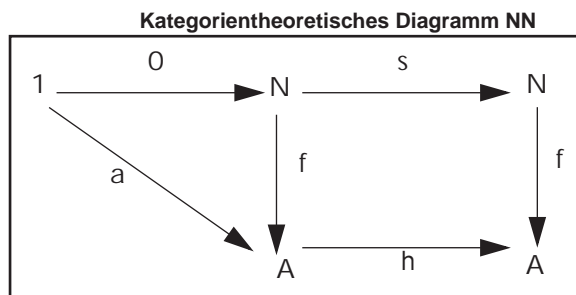 Kategorientheoretisches Diagramm NN
0 s
1 N N
a f f
A h A